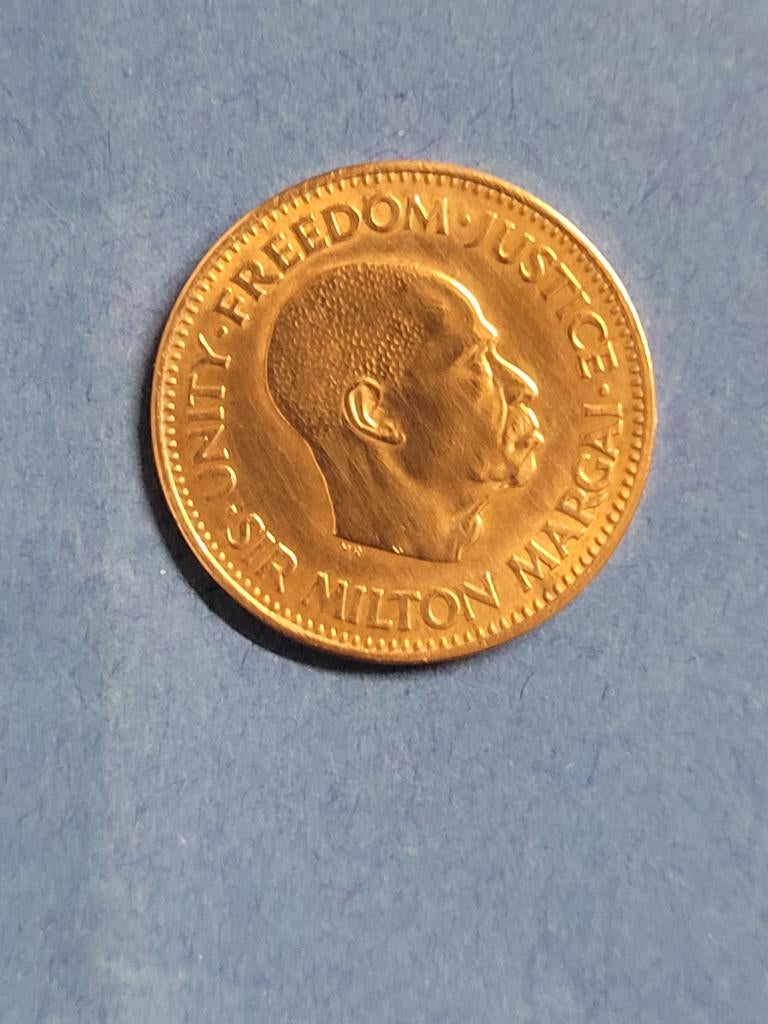 UNITY · FREEDOM · JUSTICE ·
SIR MILTON MARGAI ·